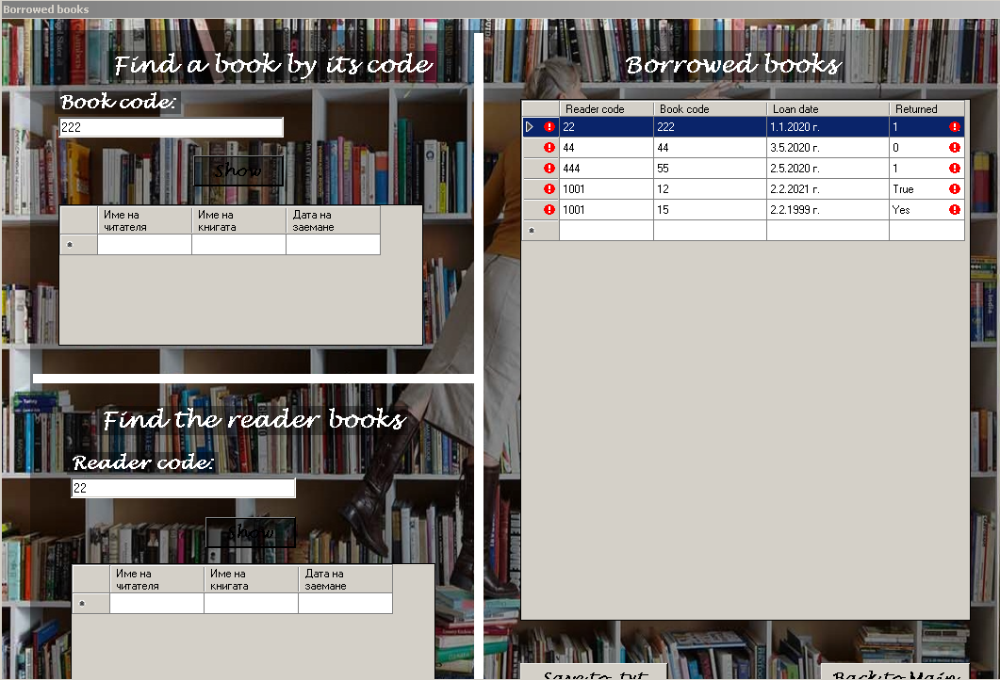 Borrowed books
Find a book by its code
Book code:
222
Show
Име на читателя	Име на книгата	Дата на заемане
Find the reader books
Reader code:
22
Show
Име на читателя	Име на книгата	Дата на заемане
Borrowed books
Reader code	Book code	Loan date	Returned
22	222	1.1.2020 г.	1
44	44	3.5.2020 г.	0
444	55	2.5.2020 г.	1
1001	12	2.2.2021 г.	True
1001	15	2.2.1999 г.	Yes
Save to txt
Back to Main